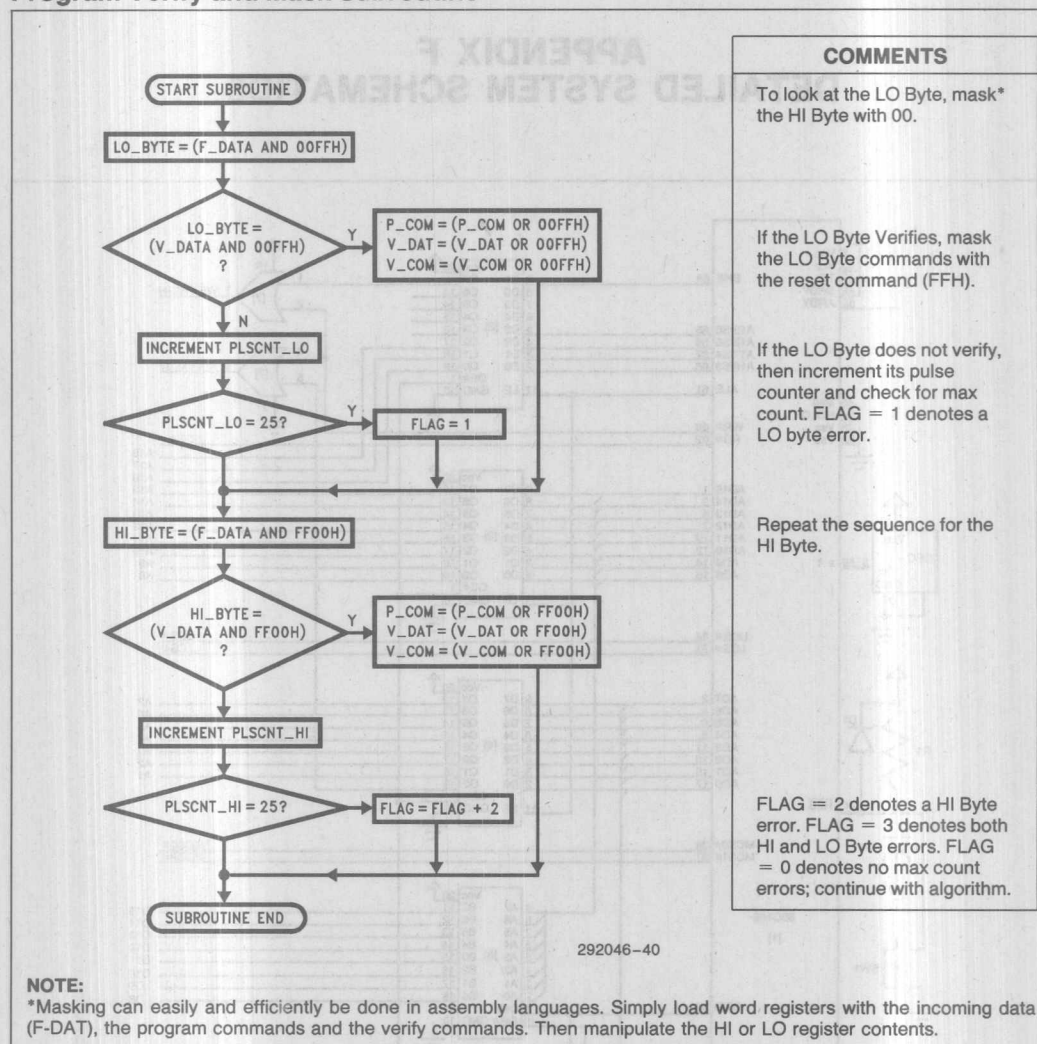 START SUBROUTINE
LO_BYTE = (F_DATA AND 00FFH)
LO_BYTE =
(V_DATA AND 00FFH)
?
Y
P_COM = (P_COM OR 00FFH)
V_DAT = (V_DAT OR 00FFH)
V_COM = (V_COM OR 00FFH)
N
INCREMENT PLSCNT_LO
PLSCNT_LO = 25?
Y
FLAG = 1
HI_BYTE = (F_DATA AND FF00H)
HI_BYTE =
(V_DATA AND FF00H)
?
Y
P_COM = (P_COM OR FF00H)
V_DAT = (V_DAT OR FF00H)
V_COM = (V_COM OR FF00H)
INCREMENT PLSCNT_HI
PLSCNT_HI = 25?
FLAG = FLAG + 2
SUBROUTINE END
COMMENTS
To look at the LO Byte, mask*
the HI Byte with 00.
If the LO Byte Verifies, mask
the LO Byte commands with
the reset command (FFH).
If the LO Byte does not verify,
then increment its pulse
counter and check for max
count. FLAG = 1 denotes a
LO byte error.
Repeat the sequence for the
HI Byte.
FLAG = 2 denotes a HI Byte
error. FLAG = 3 denotes both
HI and LO Byte errors. FLAG
= 0 denotes no max count
errors; continue with algorithm.
292046-40
NOTE:
*Masking can easily and efficiently be done in assembly languages. Simply load word registers with the incoming data
(F-DAT), the program commands and the verify commands. Then manipulate the HI or LO register contents.